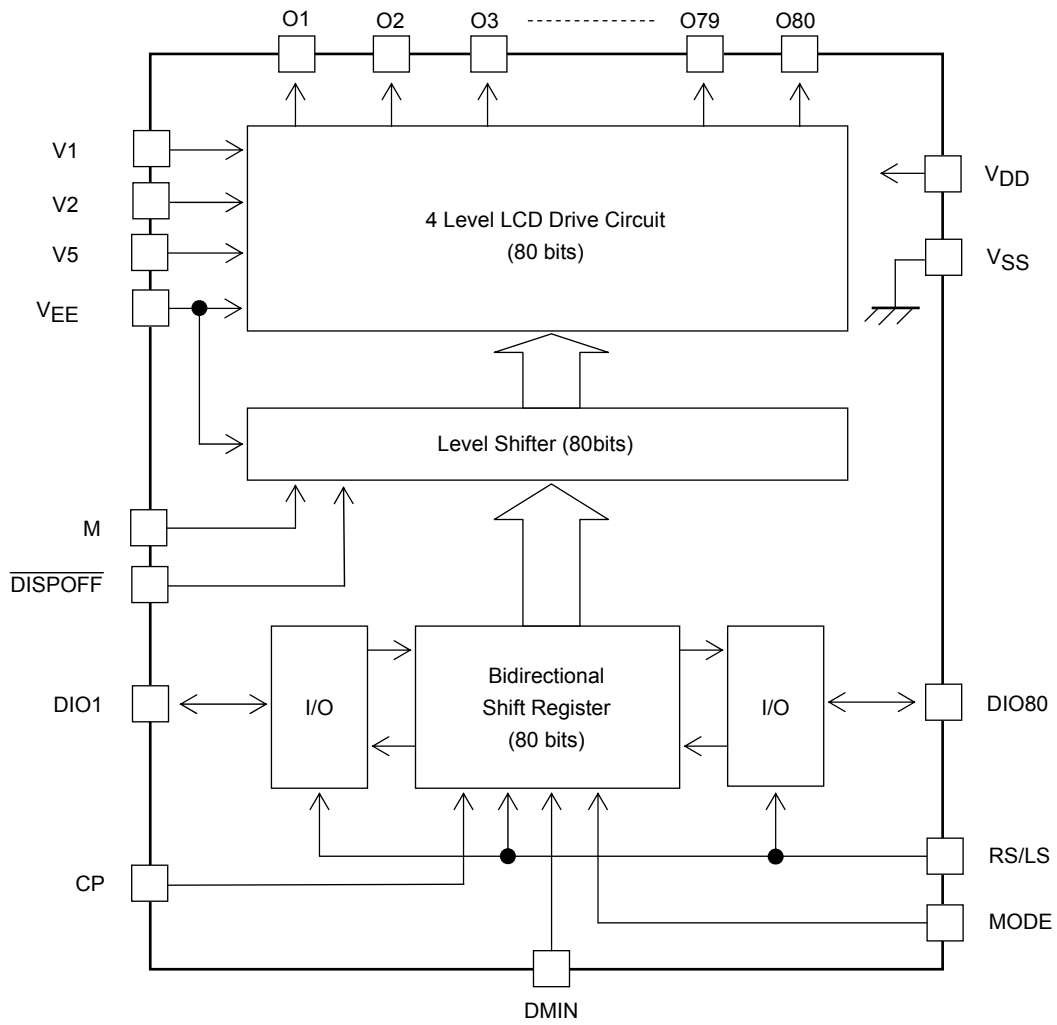 O1 O2 O3 O79 O80
V1
V2
V5
VEE
VDD
VSS
4 Level LCD Drive Circuit
(80 bits)
Level Shifter (80bits)
M
DISPOFF
DIO1
I/O
Bidirectional
Shift Register
(80 bits)
I/O
DIO80
CP
RS/LS
MODE
DMIN